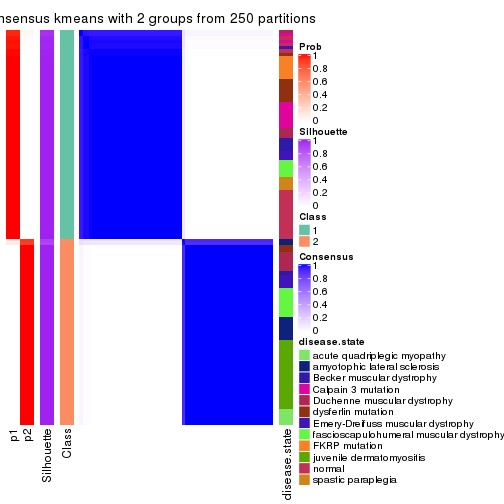 nsensus kmeans with 2 groups from 250 partitions
Prob
1
0.8
0.6
0.4
0.2
0
Silhouette
1
0.8
0.6
0.4
0.2
0
Class
1
2
Consensus
1
0.8
0.6
0.4
0.2
0
disease.state
acute quadriplegic myopathy
amyotophic lateral sclerosis
Becker muscular dystrophy
Calpain 3 mutation
Duchenne muscular dystrophy
dysferlin mutation
Emery-Dreifuss muscular dystrophy
fascioscapulohumeral muscular dystrophy
FKRP mutation
juvenile dermatomyositis
normal
spastic paraplegia
p1
p2
Silhouette
Class
disease.state